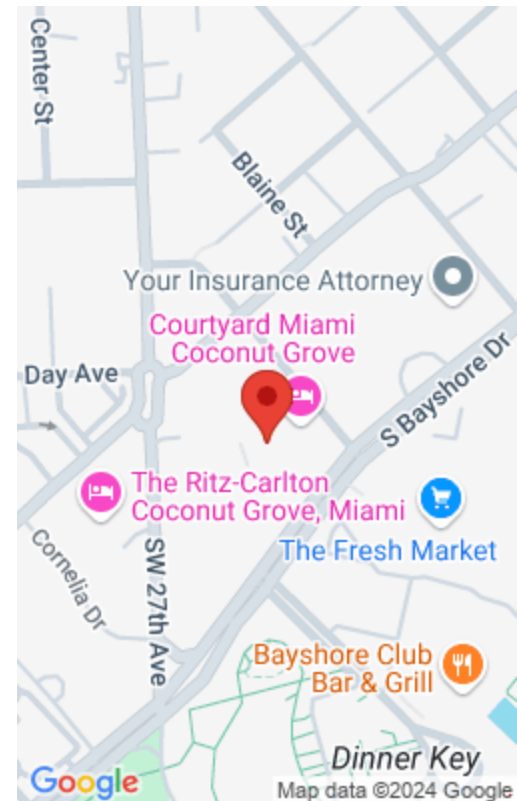 Center St
Blaine St
Your Insurance Attorney
Courtyard Miami
Coconut Grove
Day Ave
S Bayshore Dr
The Ritz-Carlton
Coconut Grove, Miami
The Fresh Market
Cornelia Dr
SW 27th Ave
Bayshore Club
Bar & Grill
Dinner Key
Google
Map data ©2024 Google